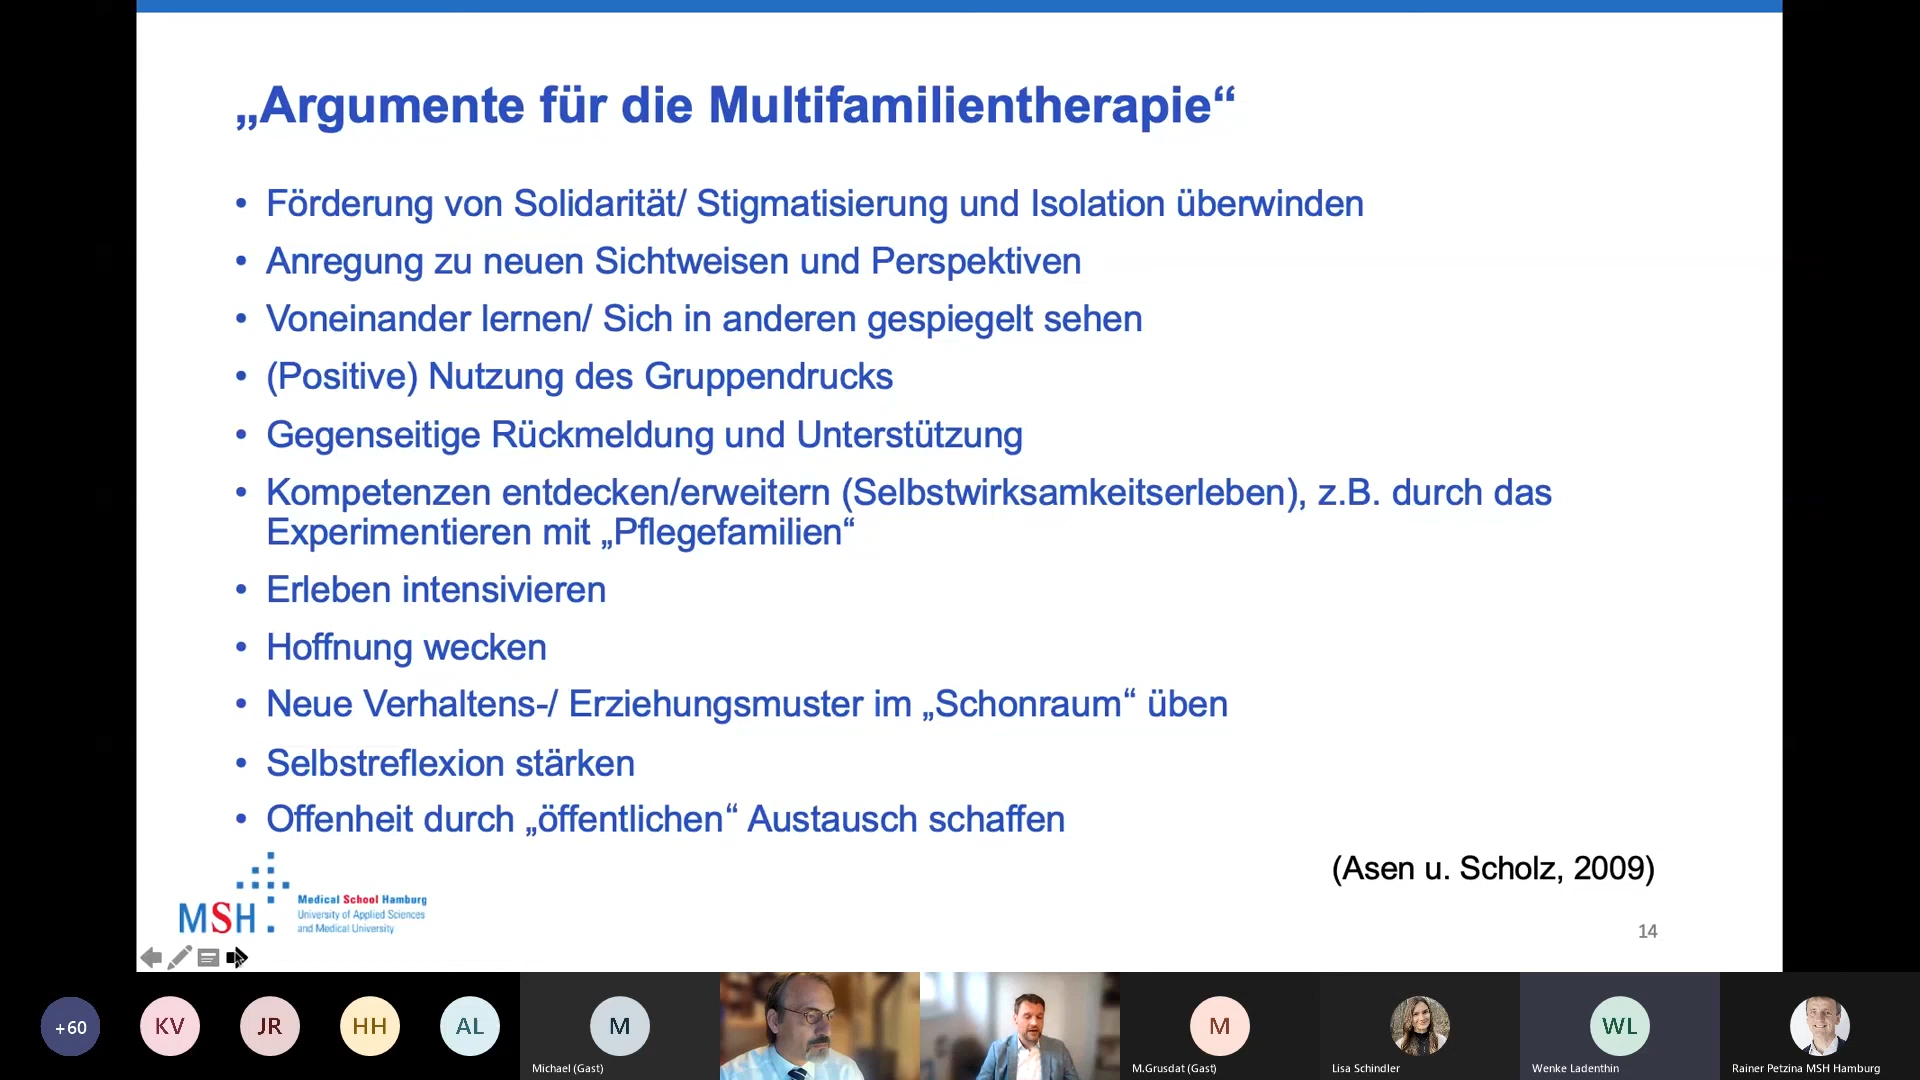 „Argumente für die Multifamilientherapie“
• Förderung von Solidarität/ Stigmatisierung und Isolation überwinden
• Anregung zu neuen Sichtweisen und Perspektiven
• Voneinander lernen/ Sich in anderen gespiegelt sehen
• (Positive) Nutzung des Gruppendrucks
• Gegenseitige Rückmeldung und Unterstützung
• Kompetenzen entdecken/erweitern (Selbstwirksamkeitserleben), z.B. durch das
Experimentieren mit „Pflegefamilien“
• Erleben intensivieren
• Hoffnung wecken
• Neue Verhaltens-/ Erziehungsmuster im „Schonraum“ üben
• Selbstreflexion stärken
• Offenheit durch „öffentlichen“ Austausch schaffen
(Asen u. Scholz, 2009)
MSH
Medical School Hamburg
University of Applied Sciences
and Medical University
14
+60
KV
JR
HH
AL
M
Michael (Gast)
M
M.Grusdat (Gast)
Lisa Schindler
WL
Wenke Ladenthin
Rainer Petzina MSH Hamburg